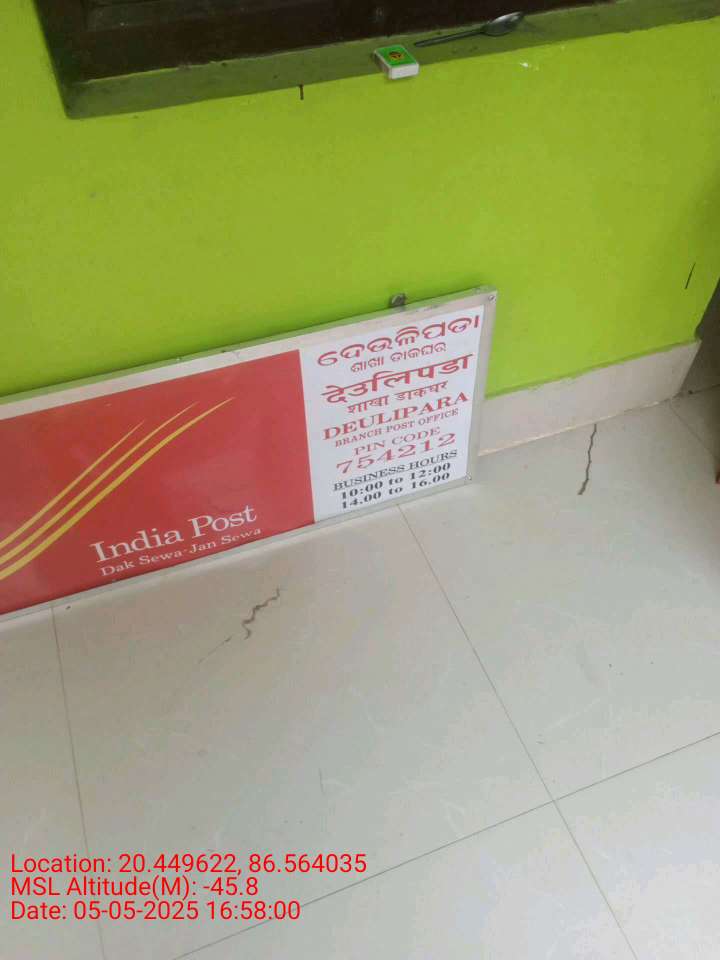 India Post
Dak Sewa-Jan Sewa
ଦେଉଳିପଡା
ଶାଖା ଡାକଘର
देउलिपडा
शाखा डाकघर
DEULIPARA
BRANCH POST OFFICE
PIN CODE
754212
BUSINESS HOURS
10:00 to 12:00
14.00 to 16.00
Location: 20.449622, 86.564035
MSL Altitude(M): -45.8
Date: 05-05-2025 16:58:00